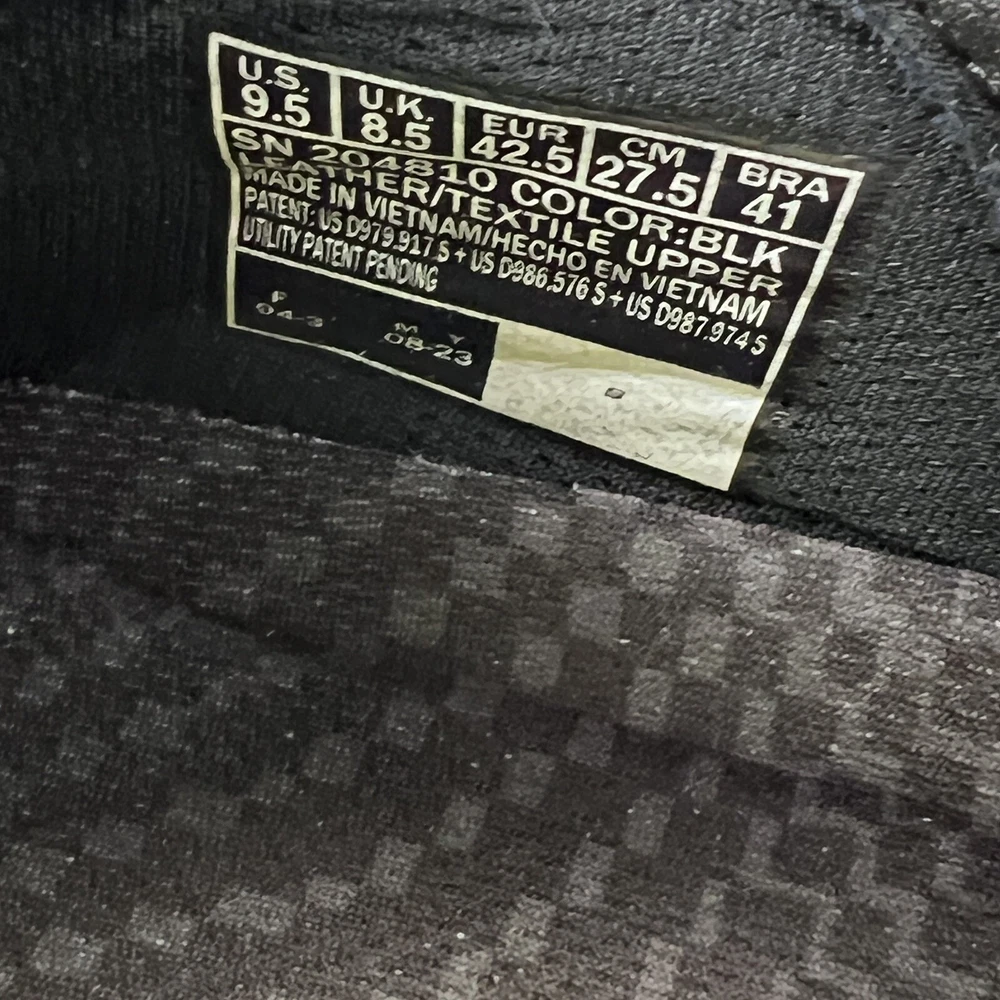 U.S. U.K. EUR CM BRA
9.5 8.5 42.5 27.5 41
SN 204810 COLOR:BLK
LEATHER/TEXTILE UPPER
MADE IN VIETNAM/HECHO EN VIETNAM
PATENT: US D979,917 S + US D986,576 S + US D987,974 S
UTILITY PATENT PENDING
F M Y
04-3 08-23